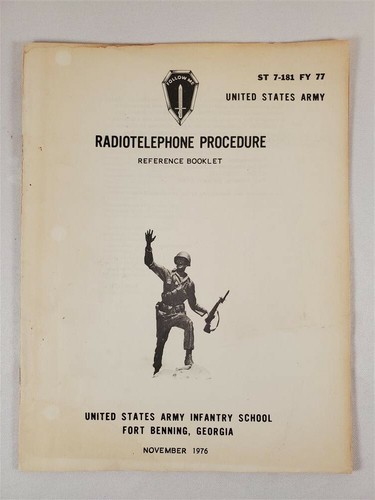 ST 7-181 FY 77
FOLLOW ME
UNITED STATES ARMY
RADIOTELEPHONE PROCEDURE
REFERENCE BOOKLET
UNITED STATES ARMY INFANTRY SCHOOL
FORT BENNING, GEORGIA
NOVEMBER 1976